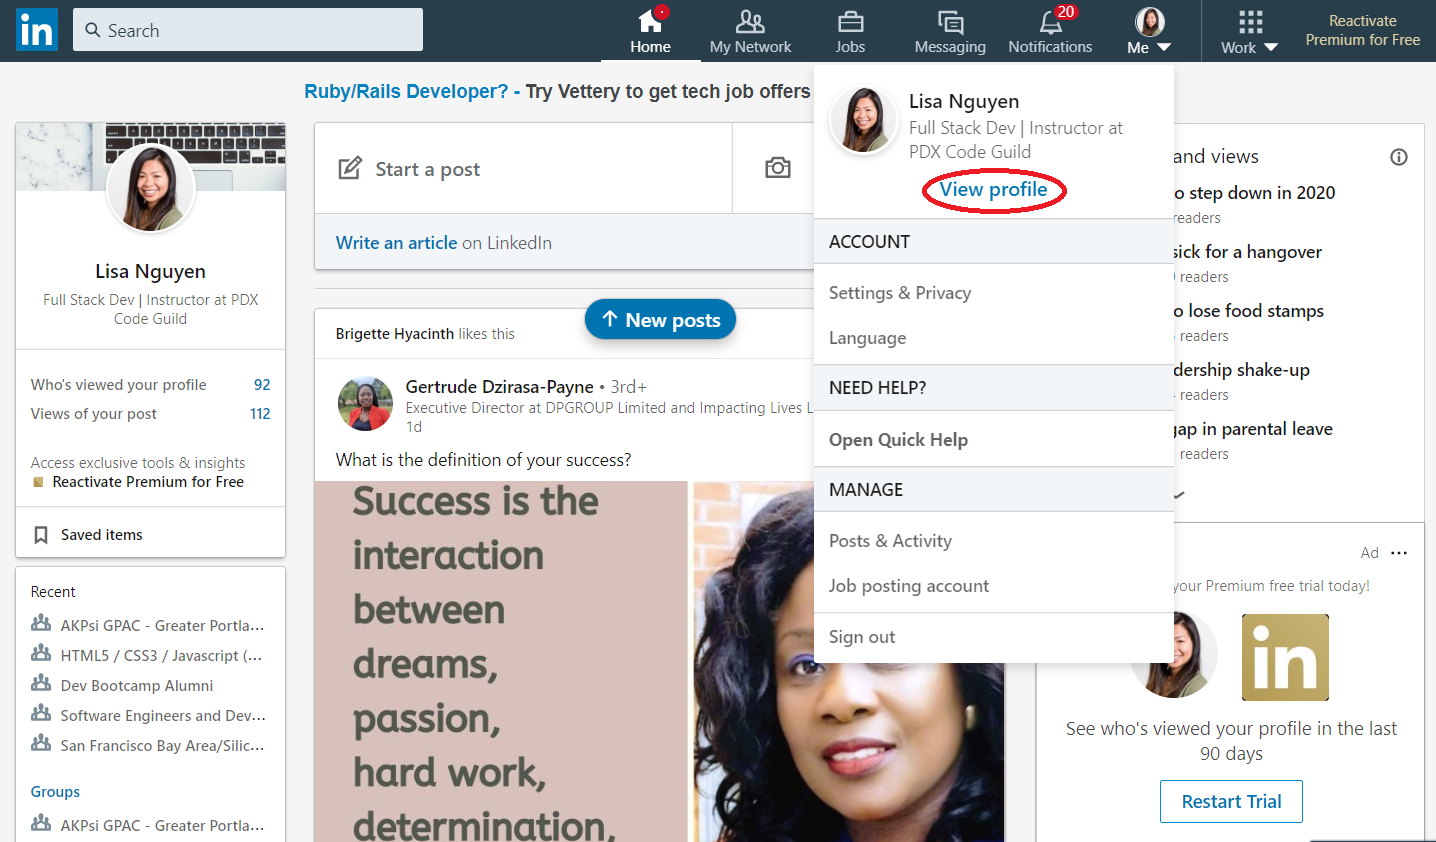 in
Search
Home
My Network
Jobs
Messaging
20
Notifications
Me
Work
Reactivate
Premium for Free
Ruby/Rails Developer? - Try Vettery to get tech job offers
Lisa Nguyen
Full Stack Dev | Instructor at PDX
Code Guild
Who's viewed your profile 92
Views of your post 112
Access exclusive tools & insights
Reactivate Premium for Free
Saved items
Recent
AKPsi GPAC - Greater Portla...
HTML5 / CSS3 / Javascript (...
Dev Bootcamp Alumni
Software Engineers and Dev...
San Francisco Bay Area/Silic...
Groups
AKPsi GPAC - Greater Portla...
Start a post
Write an article on LinkedIn
New posts
Brigette Hyacinth likes this
Gertrude Dzirasa-Payne • 3rd+
Executive Director at DPGROUP Limited and Impacting Lives L
1d
What is the definition of your success?
Success is the
interaction
between
dreams,
passion,
hard work,
determination,
Lisa Nguyen
Full Stack Dev | Instructor at
PDX Code Guild
View profile
ACCOUNT
Settings & Privacy
Language
NEED HELP?
Open Quick Help
MANAGE
Posts & Activity
Job posting account
Sign out
and views
o step down in 2020
readers
sick for a hangover
readers
o lose food stamps
readers
dership shake-up
readers
gap in parental leave
readers
Ad
your Premium free trial today!
in
See who's viewed your profile in the last
90 days
Restart Trial